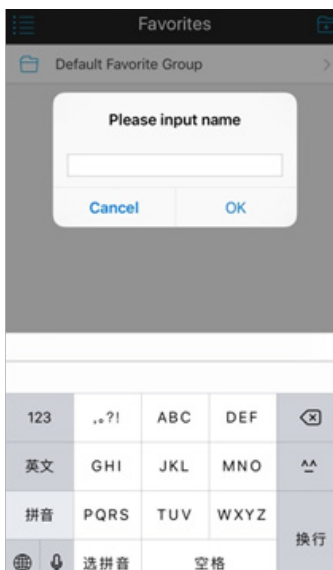 Favorites
Default Favorite Group
Please input name
Cancel OK
123 ,。?! ABC DEF
英文 GHI JKL MNO ^^
拼音 PQRS TUV WXYZ
换行
选拼音 空格